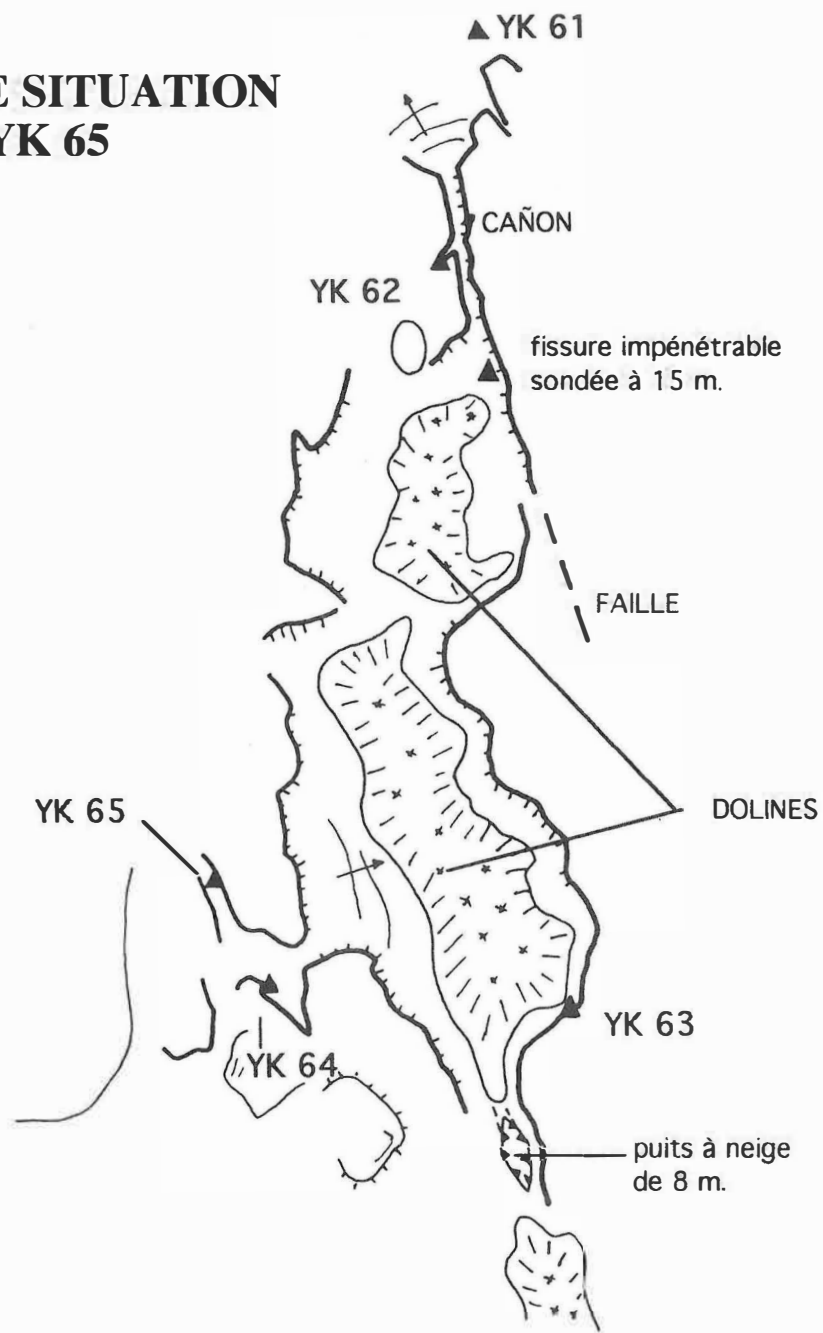 E SITUATION
YK 65
YK 61
CAÑON
YK 62
fissure impénétrable
sondée à 15 m.
FAILLE
YK 65
DOLINES
YK 63
YK 64
puits à neige
de 8 m.